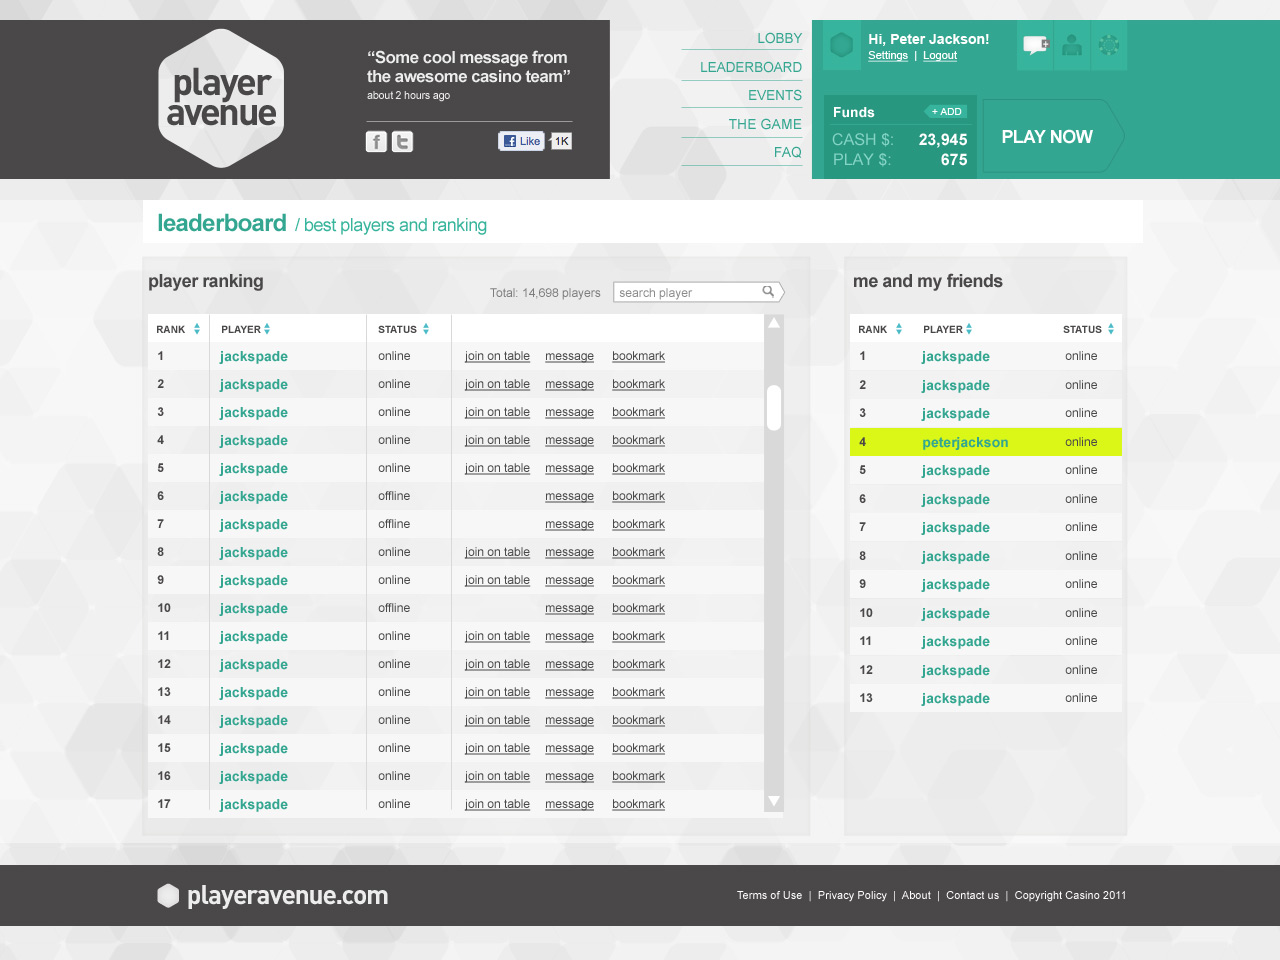 player
avenue
“Some cool message from
the awesome casino team”
about 2 hours ago
f t Like 1K
LOBBY
LEADERBOARD
EVENTS
THE GAME
FAQ
Hi, Peter Jackson!
Settings | Logout
Funds + ADD
CASH $: 23,945
PLAY $: 675
PLAY NOW
leaderboard / best players and ranking
player ranking
Total: 14,698 players search player
RANK PLAYER STATUS
1 jackspade online join on table message bookmark
2 jackspade online join on table message bookmark
3 jackspade online join on table message bookmark
4 jackspade online join on table message bookmark
5 jackspade online join on table message bookmark
6 jackspade offline message bookmark
7 jackspade offline message bookmark
8 jackspade online join on table message bookmark
9 jackspade online join on table message bookmark
10 jackspade offline message bookmark
11 jackspade online join on table message bookmark
12 jackspade online join on table message bookmark
13 jackspade online join on table message bookmark
14 jackspade online join on table message bookmark
15 jackspade online join on table message bookmark
16 jackspade online join on table message bookmark
17 jackspade online join on table message bookmark
me and my friends
RANK PLAYER STATUS
1 jackspade online
2 jackspade online
3 jackspade online
4 peterjackson online
5 jackspade online
6 jackspade online
7 jackspade online
8 jackspade online
9 jackspade online
10 jackspade online
11 jackspade online
12 jackspade online
13 jackspade online
playeravenue.com
Terms of Use | Privacy Policy | About | Contact us | Copyright Casino 2011